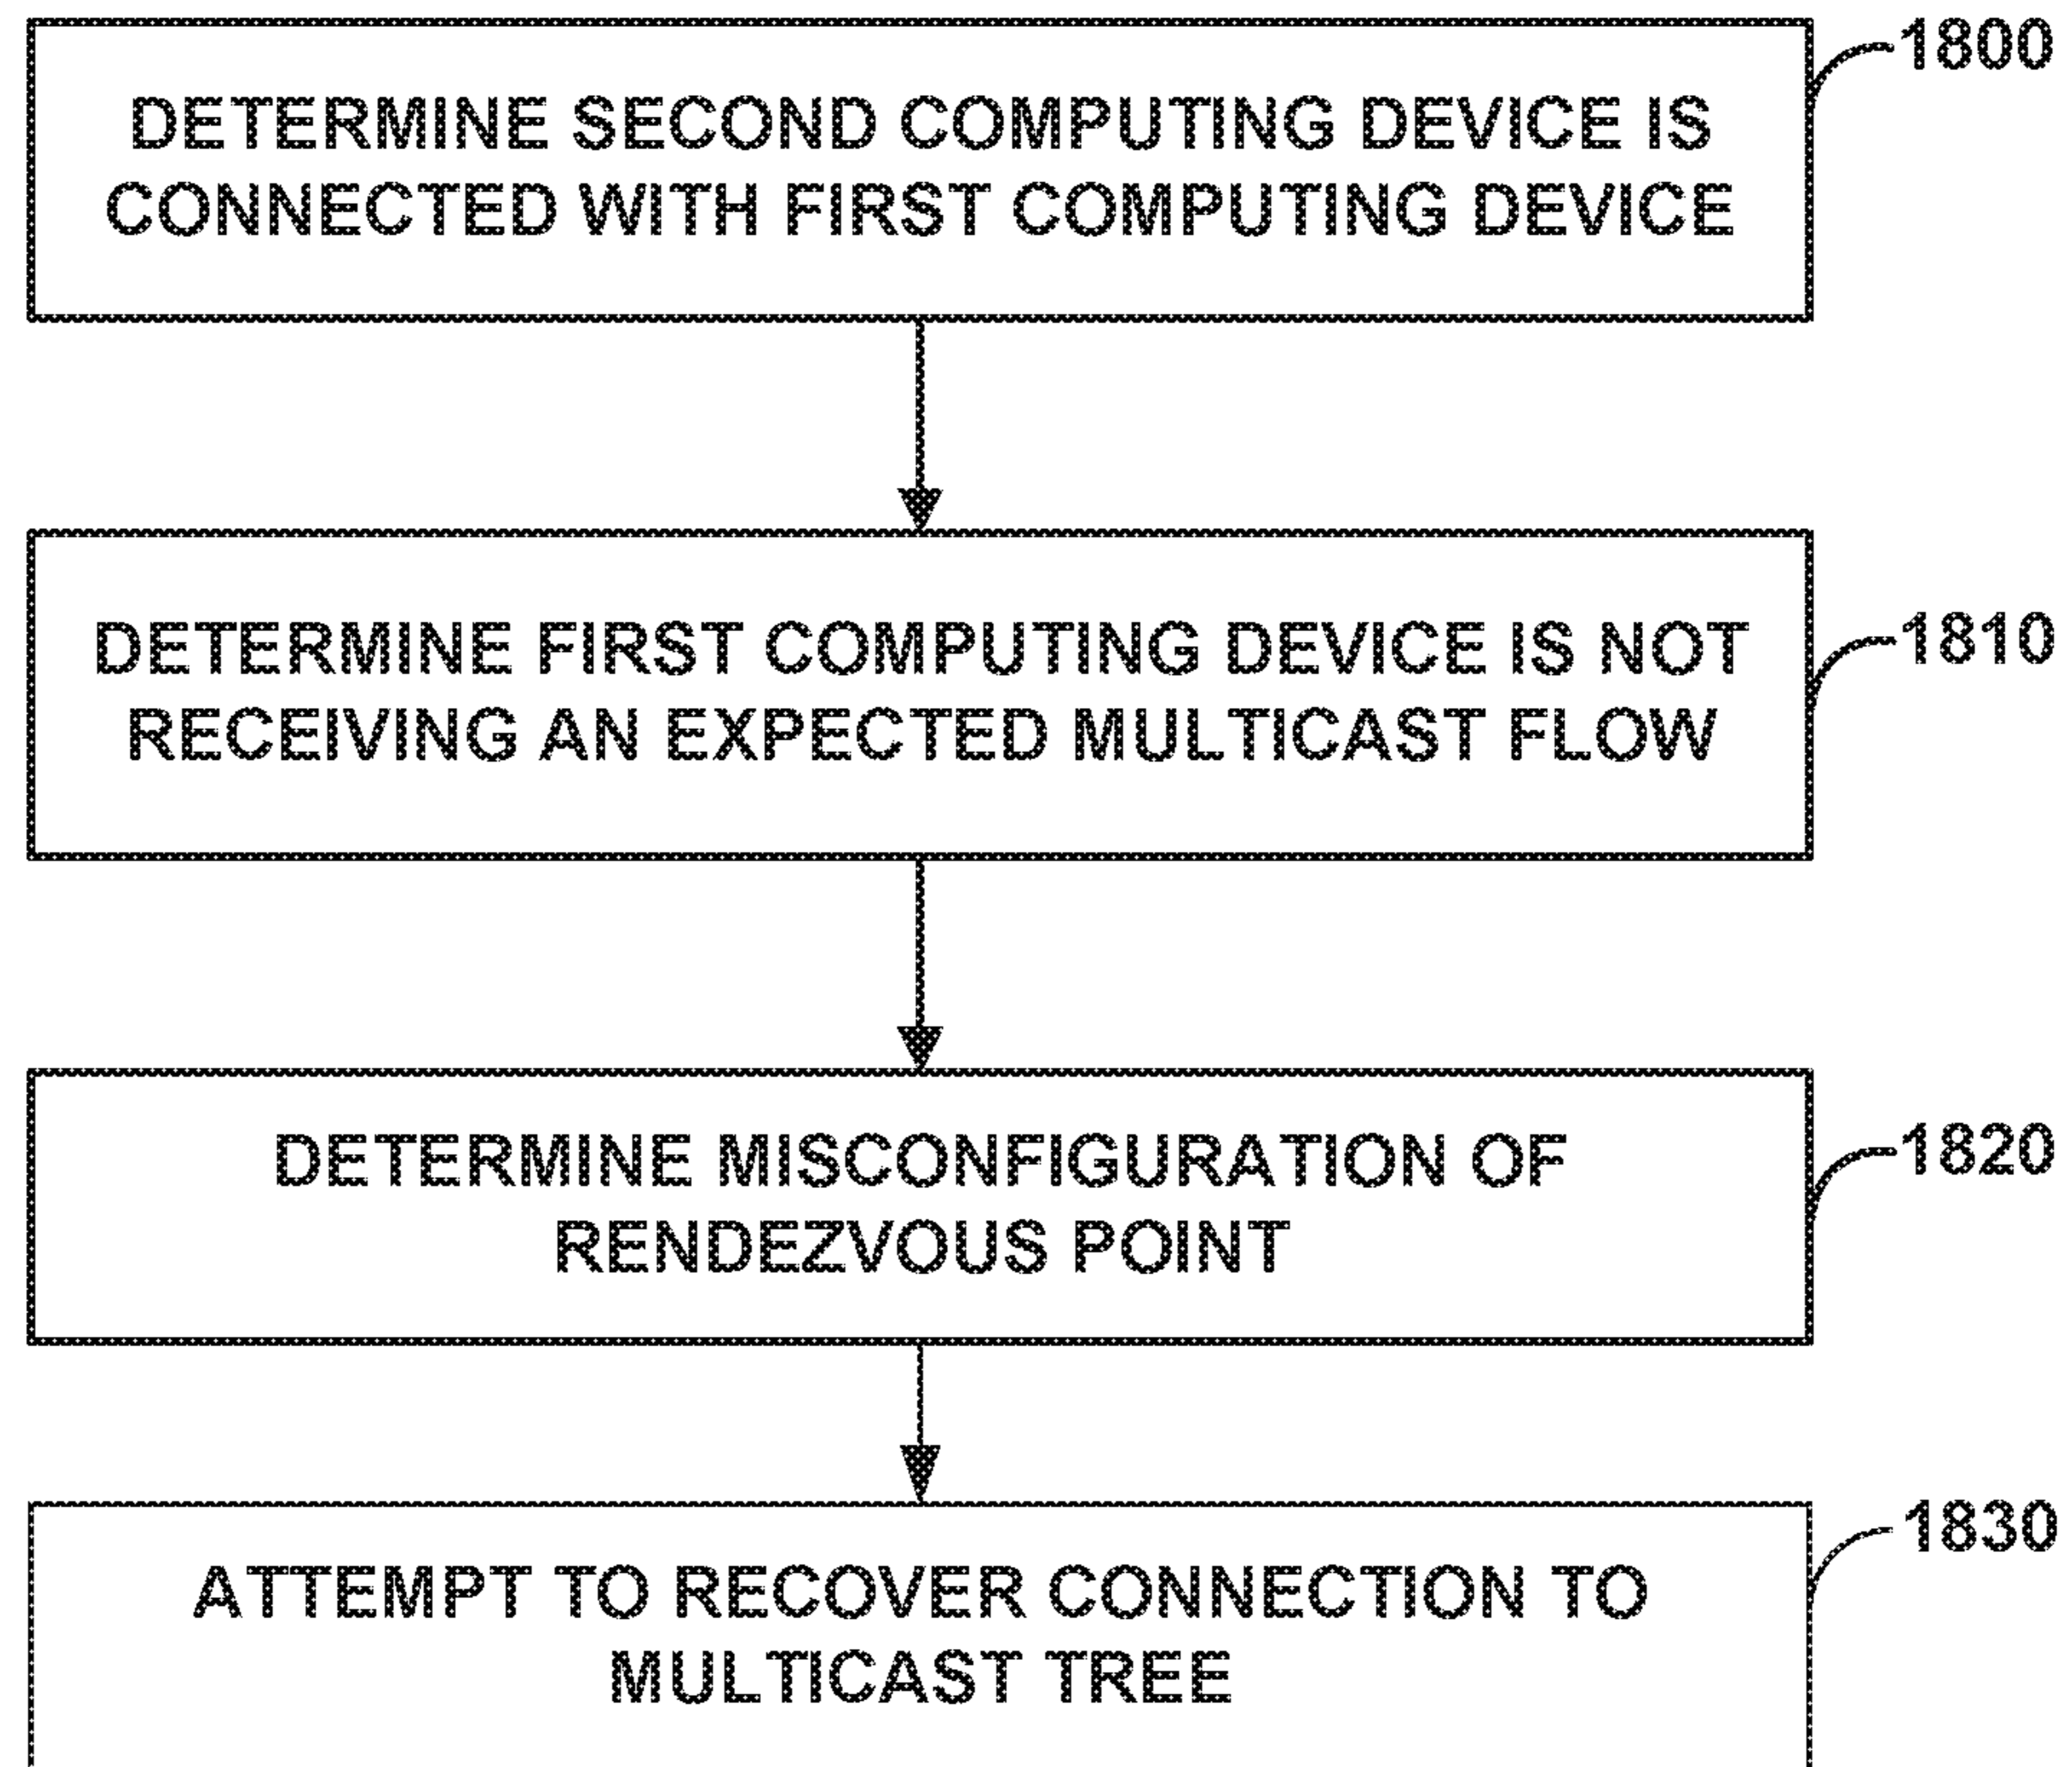 1800
DETERMINE SECOND COMPUTING DEVICE IS
CONNECTED WITH FIRST COMPUTING DEVICE
1810
DETERMINE FIRST COMPUTING DEVICE IS NOT
RECEIVING AN EXPECTED MULTICAST FLOW
1820
DETERMINE MISCONFIGURATION OF
RENDEZVOUS POINT
1830
ATTEMPT TO RECOVER CONNECTION TO
MULTICAST TREE